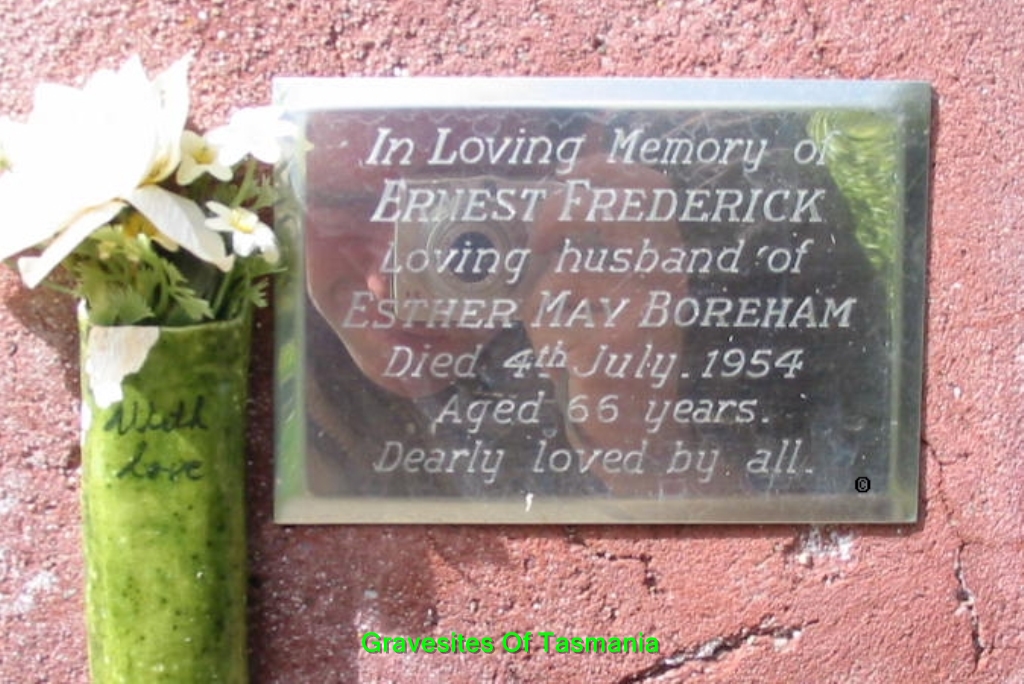 In Loving Memory of
ERNEST FREDERICK
Loving husband of
ESTHER MAY BOREHAM
Died 4th July. 1954
Aged 66 years.
Dearly loved by all.
©
With
Love
Gravesites Of Tasmania